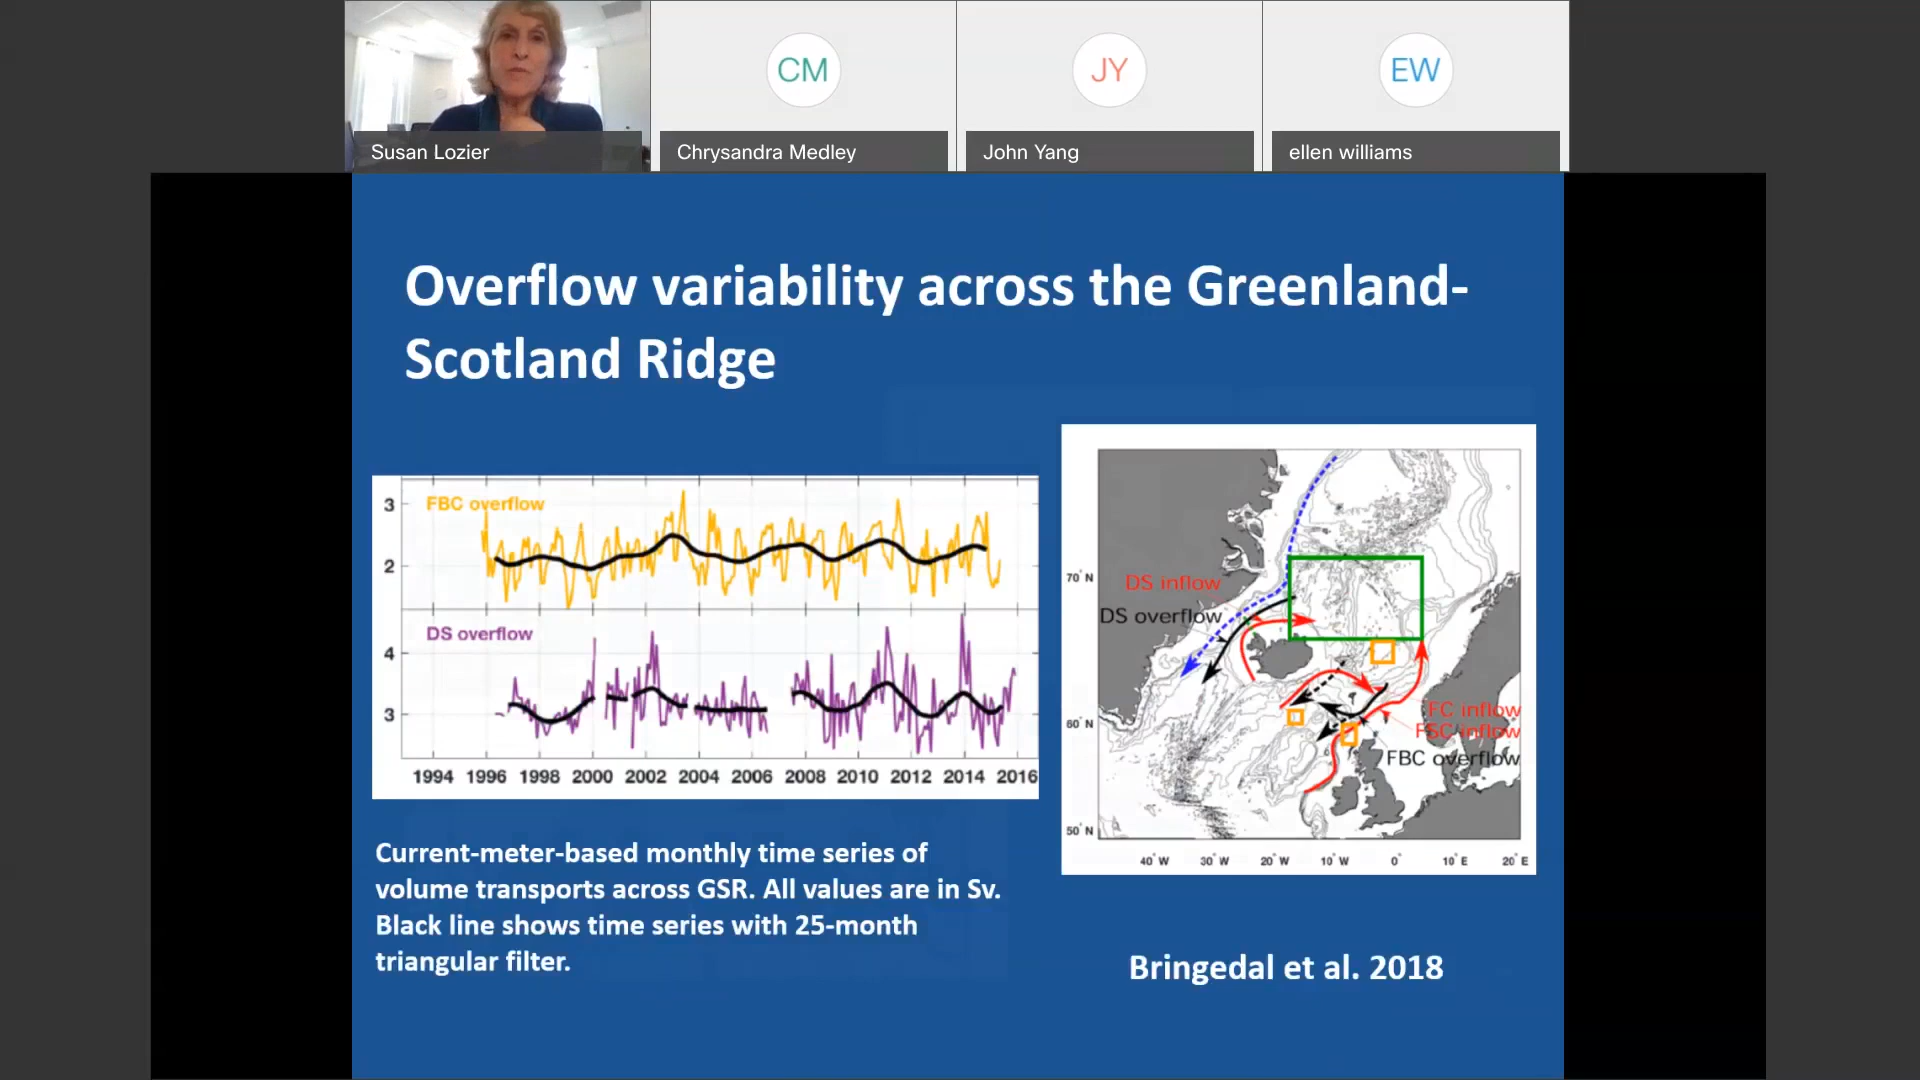 CM
JY
EW
Susan Lozier
Chrysandra Medley
John Yang
ellen williams
Overflow variability across the Greenland-
Scotland Ridge
FBC overflow
3
2
DS overflow
4
3
1994 1996 1998 2000 2002 2004 2006 2008 2010 2012 2014 2016
Current-meter-based monthly time series of
volume transports across GSR. All values are in Sv.
Black line shows time series with 25-month
triangular filter.
70°N
DS inflow
DS overflow
60°N
FC inflow
FSC inflow
FBC overflow
50°N
40°W 30°W 20°W 10°W 0° 10°E 20°E
Bringedal et al. 2018